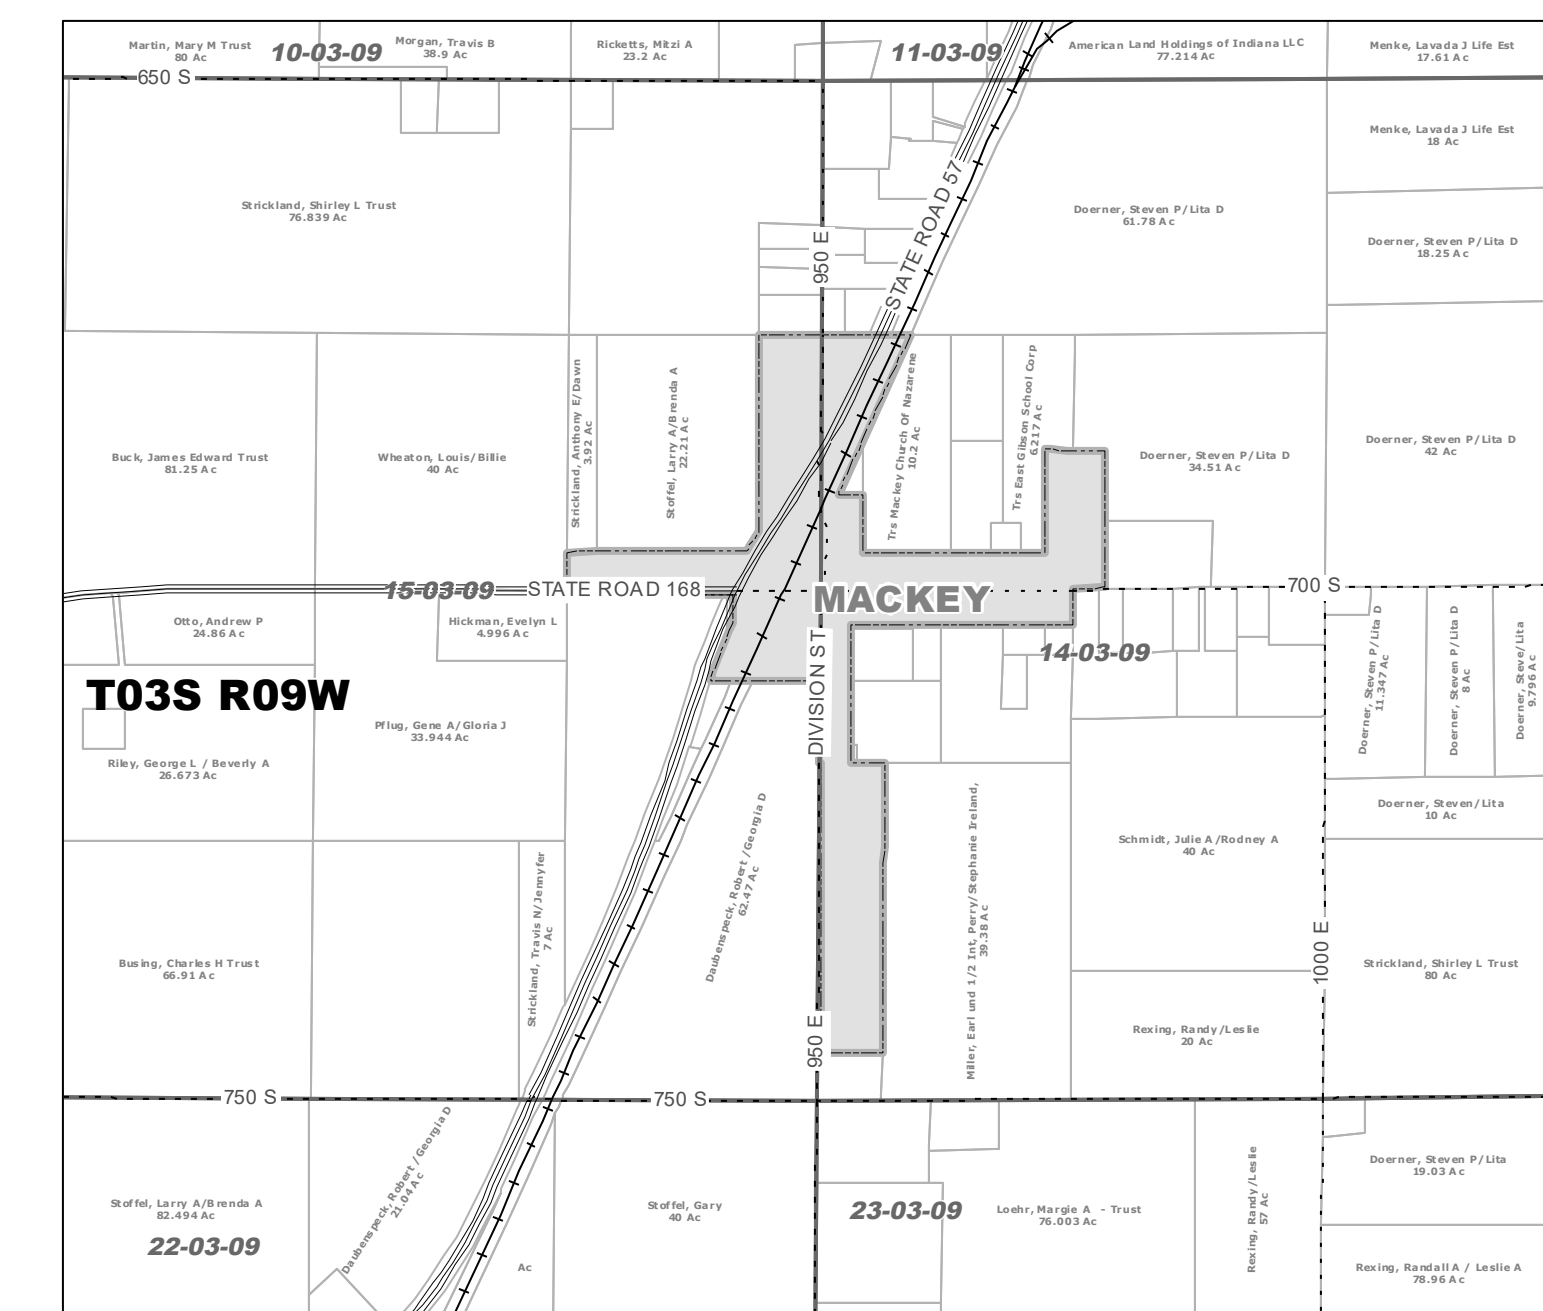 Martin, Mary M Trust
80 Ac
10-03-09
Morgan, Travis B
38.9 Ac
Ricketts, Mitzi A
23.2 Ac
11-03-09
American Land Holdings of Indiana LLC
77.214 Ac
Menke, Lavada J Life Est
17.61 Ac
650 S
Menke, Lavada J Life Est
18 Ac
Strickland, Shirley L Trust
76.839 Ac
950 E
STATE ROAD 57
Doerner, Steven P/Lita D
61.78 Ac
Doerner, Steven P/Lita D
18.25 Ac
Buck, James Edward Trust
81.25 Ac
Wheaton, Louis/Billie
40 Ac
Strickland, Anthony E/Dawn
3.92 Ac
Stoffel, Larry A/Brenda A
22.21 Ac
Trs Mackey Church Of Nazarene
10.2 Ac
Trs East Gibson School Corp
6.217 Ac
Doerner, Steven P/Lita D
34.51 Ac
Doerner, Steven P/Lita D
42 Ac
15-03-09
STATE ROAD 168
MACKEY
700 S
Otto, Andrew P
24.86 Ac
Hickman, Evelyn L
4.996 Ac
14-03-09
T03S R09W
DIVISION ST
Doerner, Steven P/Lita D
11.347 Ac
Doerner, Steven P/Lita D
8 Ac
Doerner, Steve/Lita
9.796 Ac
Pflug, Gene A/Gloria J
33.944 Ac
Riley, George L / Beverly A
26.673 Ac
Daubenspeck, Robert /Georgia D
62.47 Ac
Miller, Earl und 1/2 Int, Perry/Stephanie Ireland,
39.38 Ac
Schmidt, Julie A/Rodney A
40 Ac
Doerner, Steven/Lita
10 Ac
Busing, Charles H Trust
66.91 Ac
Strickland, Travis N/Jennyfer
7 Ac
1000 E
Strickland, Shirley L Trust
80 Ac
950 E
Rexing, Randy/Leslie
20 Ac
750 S
750 S
Stoffel, Larry A/Brenda A
82.494 Ac
22-03-09
Daubenspeck, Robert /Georgia D
21.04 Ac
Ac
Stoffel, Gary
40 Ac
23-03-09
Loehr, Margie A - Trust
76.003 Ac
Rexing, Randy/Leslie
57 Ac
Doerner, Steven P/Lita
19.03 Ac
Rexing, Randall A / Leslie A
78.96 Ac